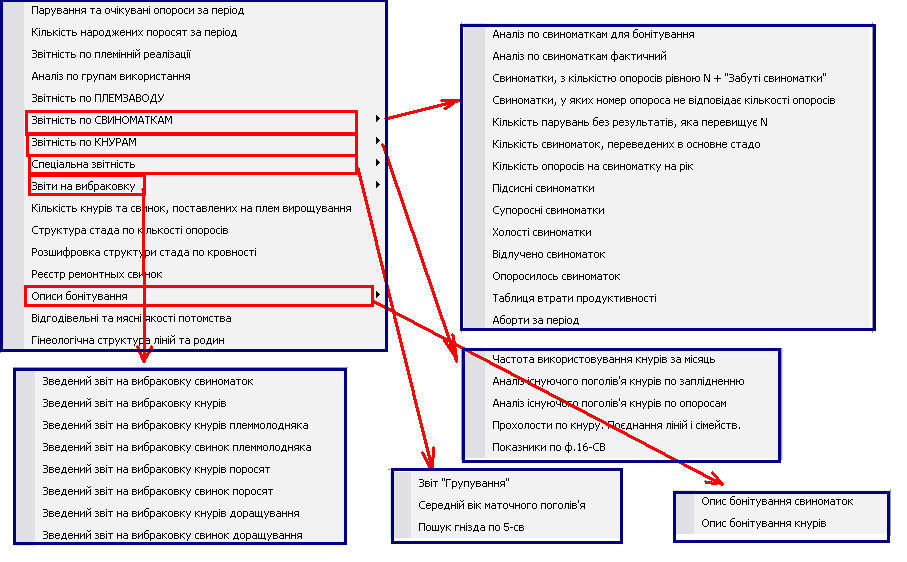 Парування та очікувані опороси за період
Кількість народжених поросят за період
Звітність по племінній реалізації
Аналіз по групам використання
Звітність по ПЛЕМЗАВОДУ
Звітність по СВИНОМАТКАМ
Звітність по КНУРАМ
Спеціальна звітність
Звіти на вибраковку
Кількість кнурів та свинок, поставлених на плем вирощування
Структура стада по кількості опоросів
Розшифровка структури стада по кровності
Реєстр ремонтных свинок
Описи бонітування
Відгодівельні та мясні якості потомства
Гінеологічна структура ліній та родин
Аналіз по свиноматкам для бонітування
Аналіз по свиноматкам фактичний
Свиноматки, з кількістю опоросів рівною N + "Забуті свиноматки"
Свиноматки, у яких номер опороса не відповідає кількості опоросів
Кількість парувань без результатів, яка перевищує N
Кількість свиноматок, переведених в основне стадо
Кількість опоросів на свиноматку на рік
Підсисні свиноматки
Супоросні свиноматки
Холості свиноматки
Відлучено свиноматок
Опоросилось свиноматок
Таблиця втрати продуктивності
Аборти за період
Частота використовування кнурів за місяць
Аналіз існуючого поголів'я кнурів по заплідненню
Аналіз існуючого поголів'я кнурів по опоросам
Прохолости по кнуру. Поєднання ліній і сімейств.
Показники по ф.16-СВ
Зведений звіт на вибраковку свиноматок
Зведений звіт на вибраковку кнурів
Зведений звіт на вибраковку кнурів племмолодняка
Зведений звіт на вибраковку свинок племмолодняка
Зведений звіт на вибраковку кнурів поросят
Зведений звіт на вибраковку свинок поросят
Зведений звіт на вибраковку кнурів доращування
Зведений звіт на вибраковку свинок доращування
Звіт "Групування"
Середній вік маточного поголів'я
Пошук гнізда по 5-св
Опис бонітування свиноматок
Опис бонітування кнурів